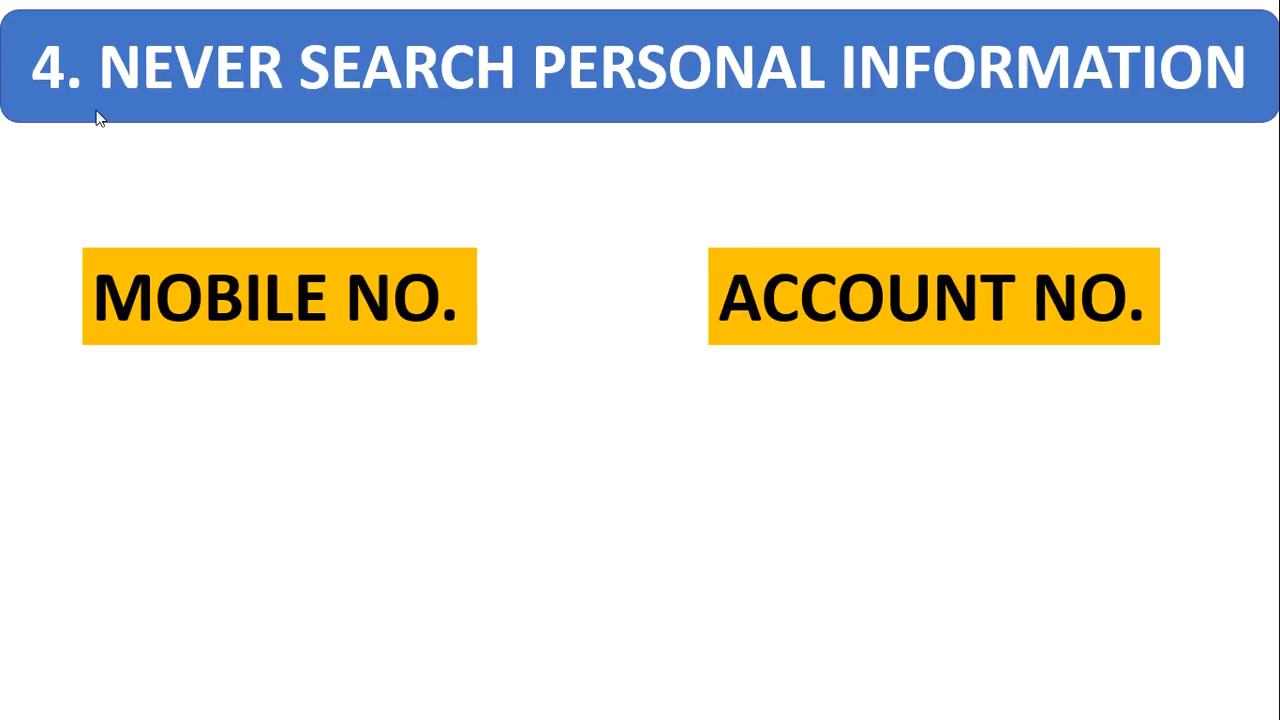 4. NEVER SEARCH PERSONAL INFORMATION
MOBILE NO.
ACCOUNT NO.